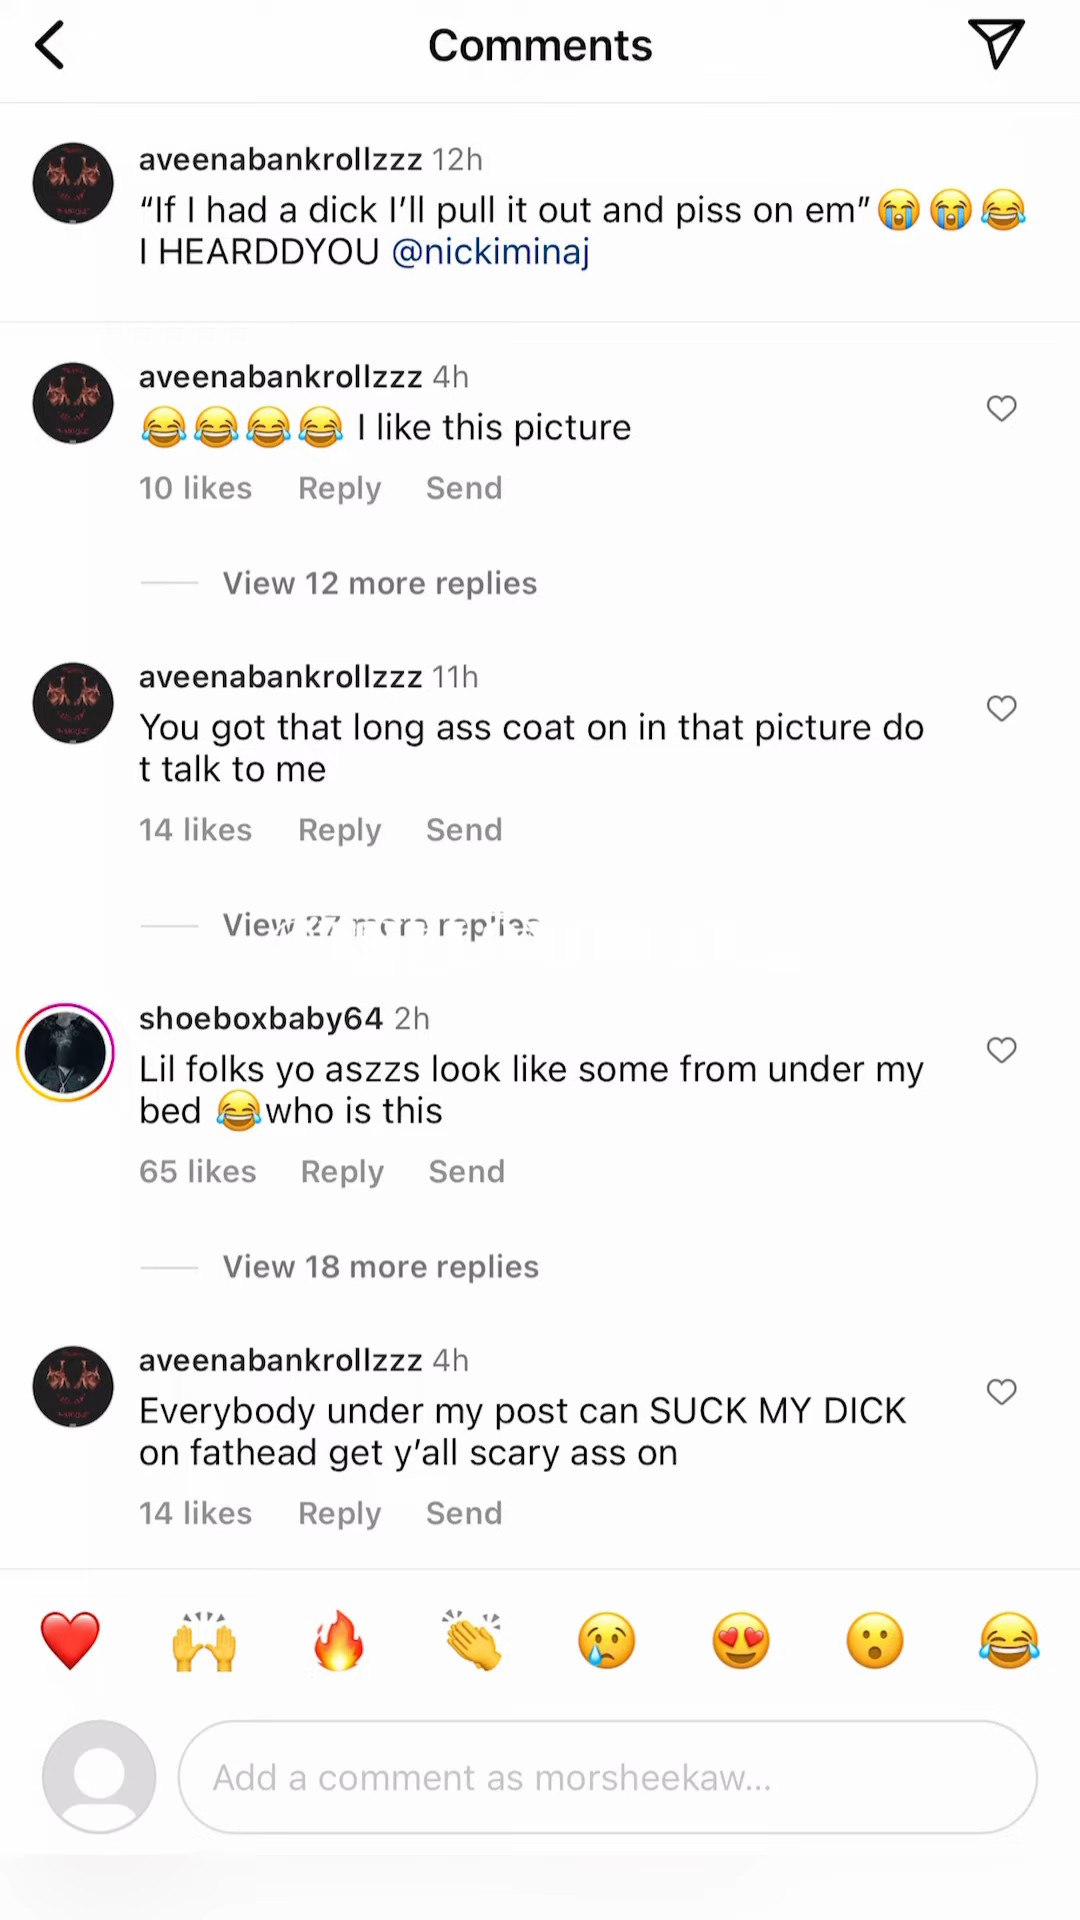 Comments
aveenabankrollzzz 12h
“If I had a dick I’ll pull it out and piss on em”😭😭😂
I HEARDDYOU @nickiminaj
aveenabankrollzzz 4h
😂😂😂😂 I like this picture
10 likes Reply Send
View 12 more replies
aveenabankrollzzz 11h
You got that long ass coat on in that picture do
t talk to me
14 likes Reply Send
View 27 more replies
shoeboxbaby64 2h
Lil folks yo aszzs look like some from under my
bed 😂who is this
65 likes Reply Send
View 18 more replies
aveenabankrollzzz 4h
Everybody under my post can SUCK MY DICK
on fathead get y’all scary ass on
14 likes Reply Send
❤️🙌🔥👏😢😍😮😂
Add a comment as morsheekaw...